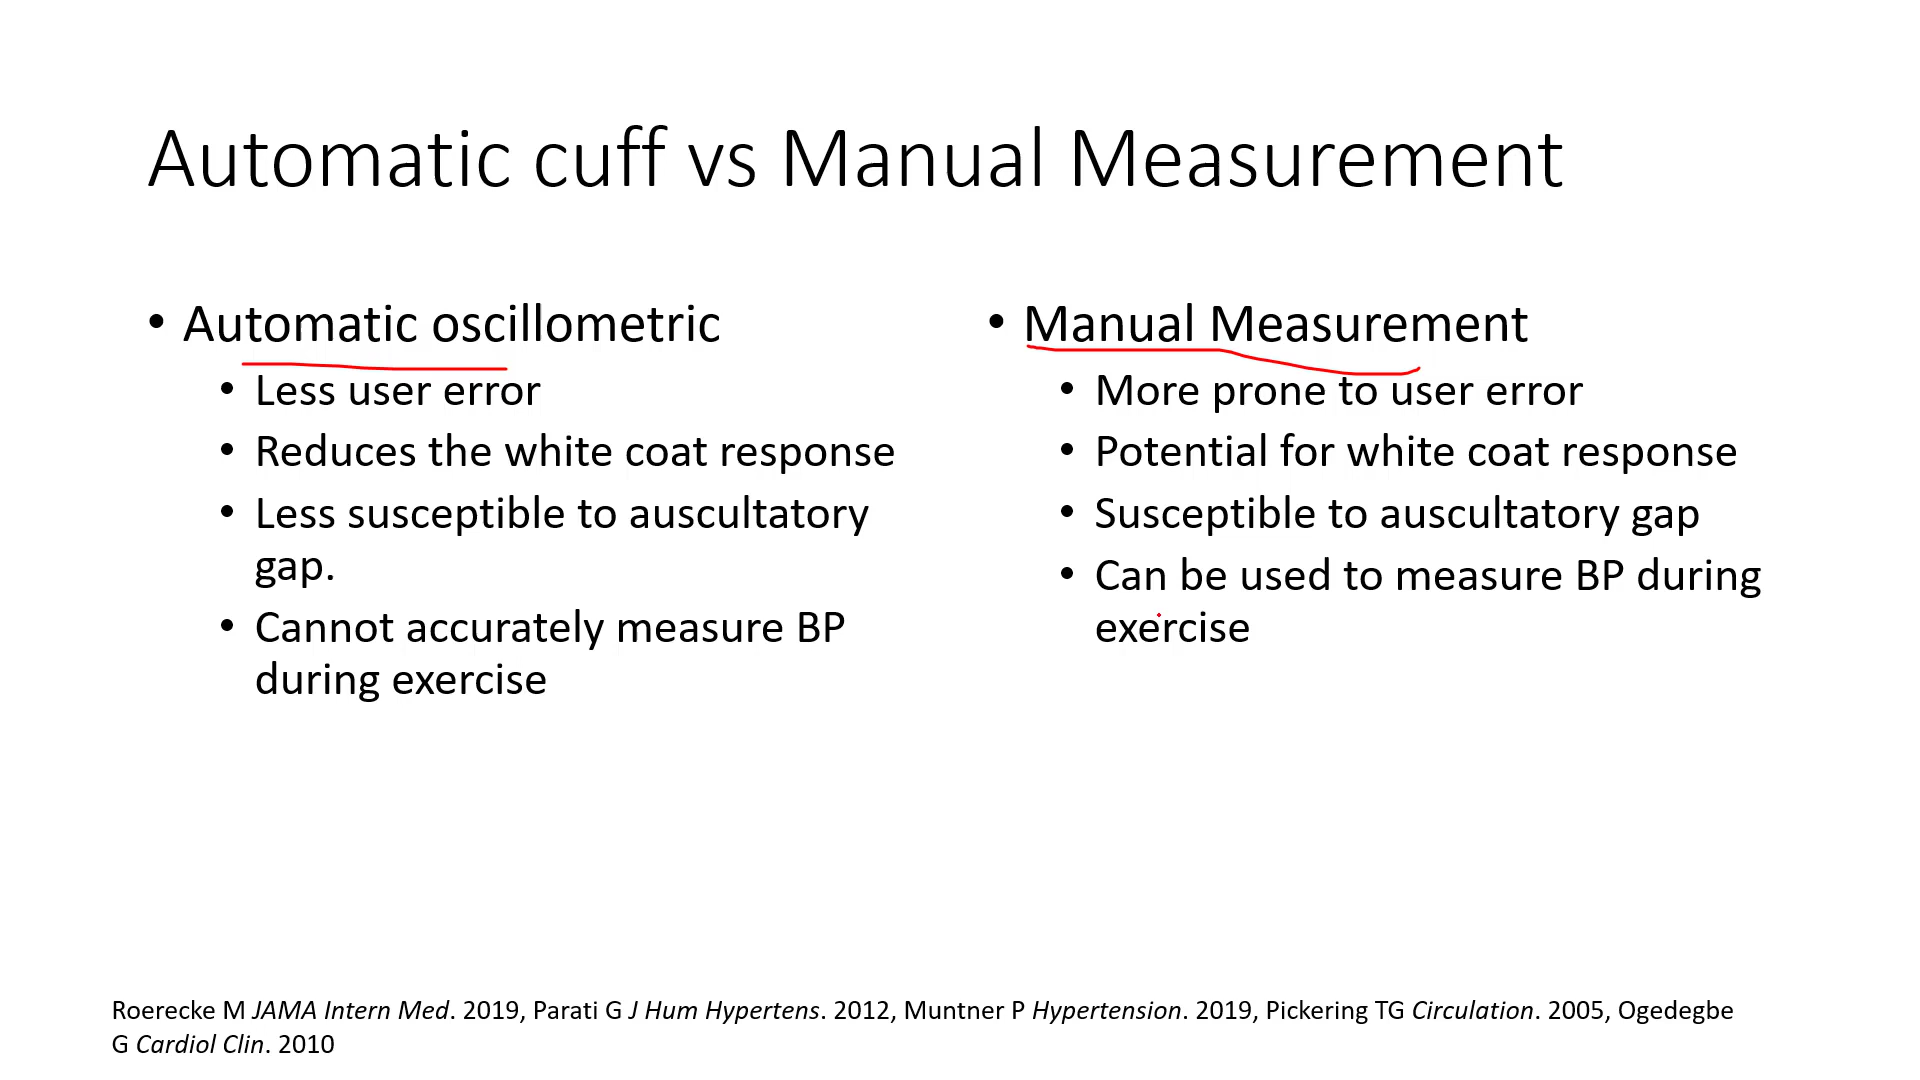 Automatic cuff vs Manual Measurement
• Automatic oscillometric
• Less user error
• Reduces the white coat response
• Less susceptible to auscultatory
gap.
• Cannot accurately measure BP
during exercise
• Manual Measurement
• More prone to user error
• Potential for white coat response
• Susceptible to auscultatory gap
• Can be used to measure BP during
exercise
Roerecke M JAMA Intern Med. 2019, Parati G J Hum Hypertens. 2012, Muntner P Hypertension. 2019, Pickering TG Circulation. 2005, Ogedegbe
G Cardiol Clin. 2010